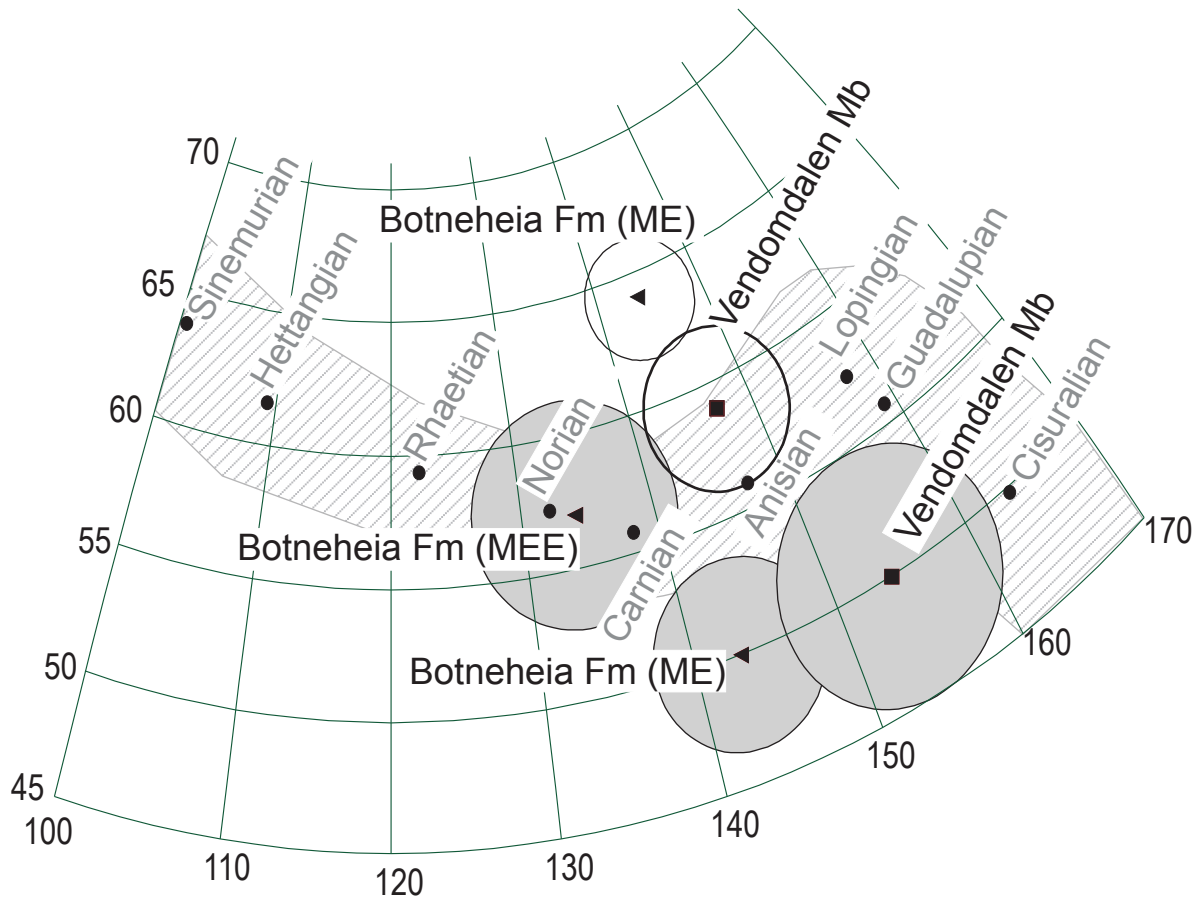 70
65
60
55
50
45
100
110
120
130
140
150
160
170
Sinemurian
Hettangian
Rhaetian
Norian
Carnian
Anisian
Lopingian
Guadalupian
Cisuralian
Botneheia Fm (ME)
Vendomdalen Mb
Vendomdalen Mb
Botneheia Fm (MEE)
Botneheia Fm (ME)